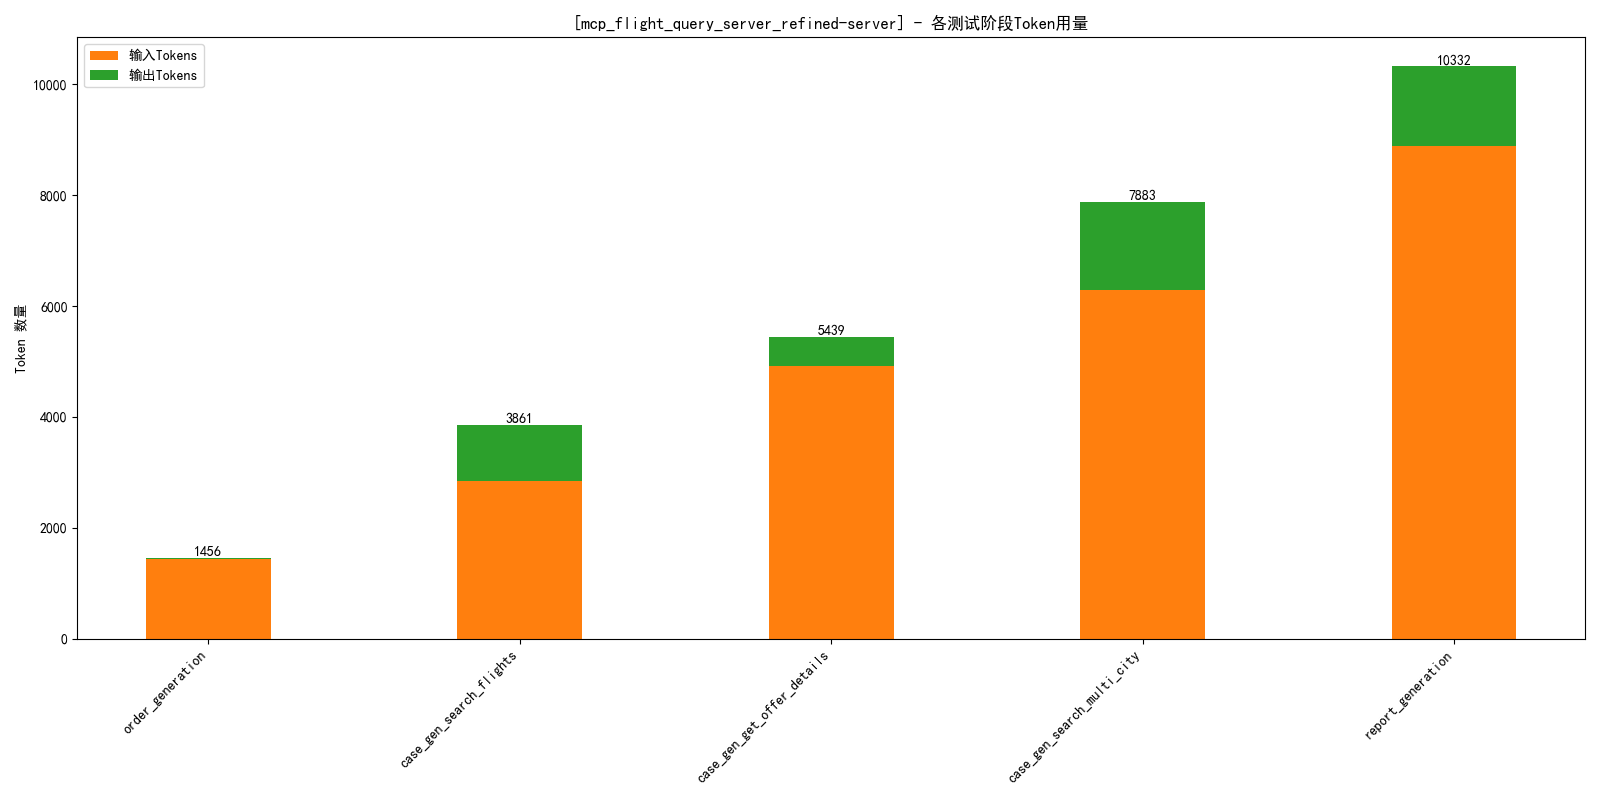 [mcp_flight_query_server_refined-server] - 各测试阶段Token用量
输入Tokens
输出Tokens
Token 数量
10000
8000
6000
4000
2000
0
1456
3861
5439
7883
10332
order_generation
case_gen_search_flights
case_gen_get_offer_details
case_gen_search_multi_city
report_generation